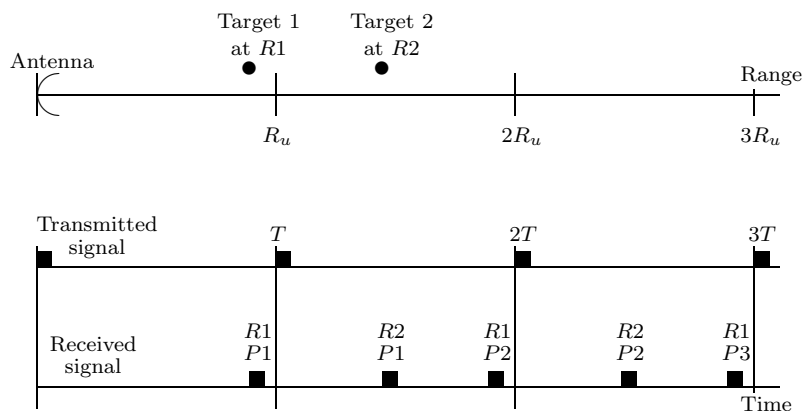 Target 1
at R1
Target 2
at R2
Antenna
Range
R_u
2R_u
3R_u
Transmitted
signal
T
2T
3T
Received
signal
R1
P1
R2
P1
R1
P2
R2
P2
R1
P3
Time